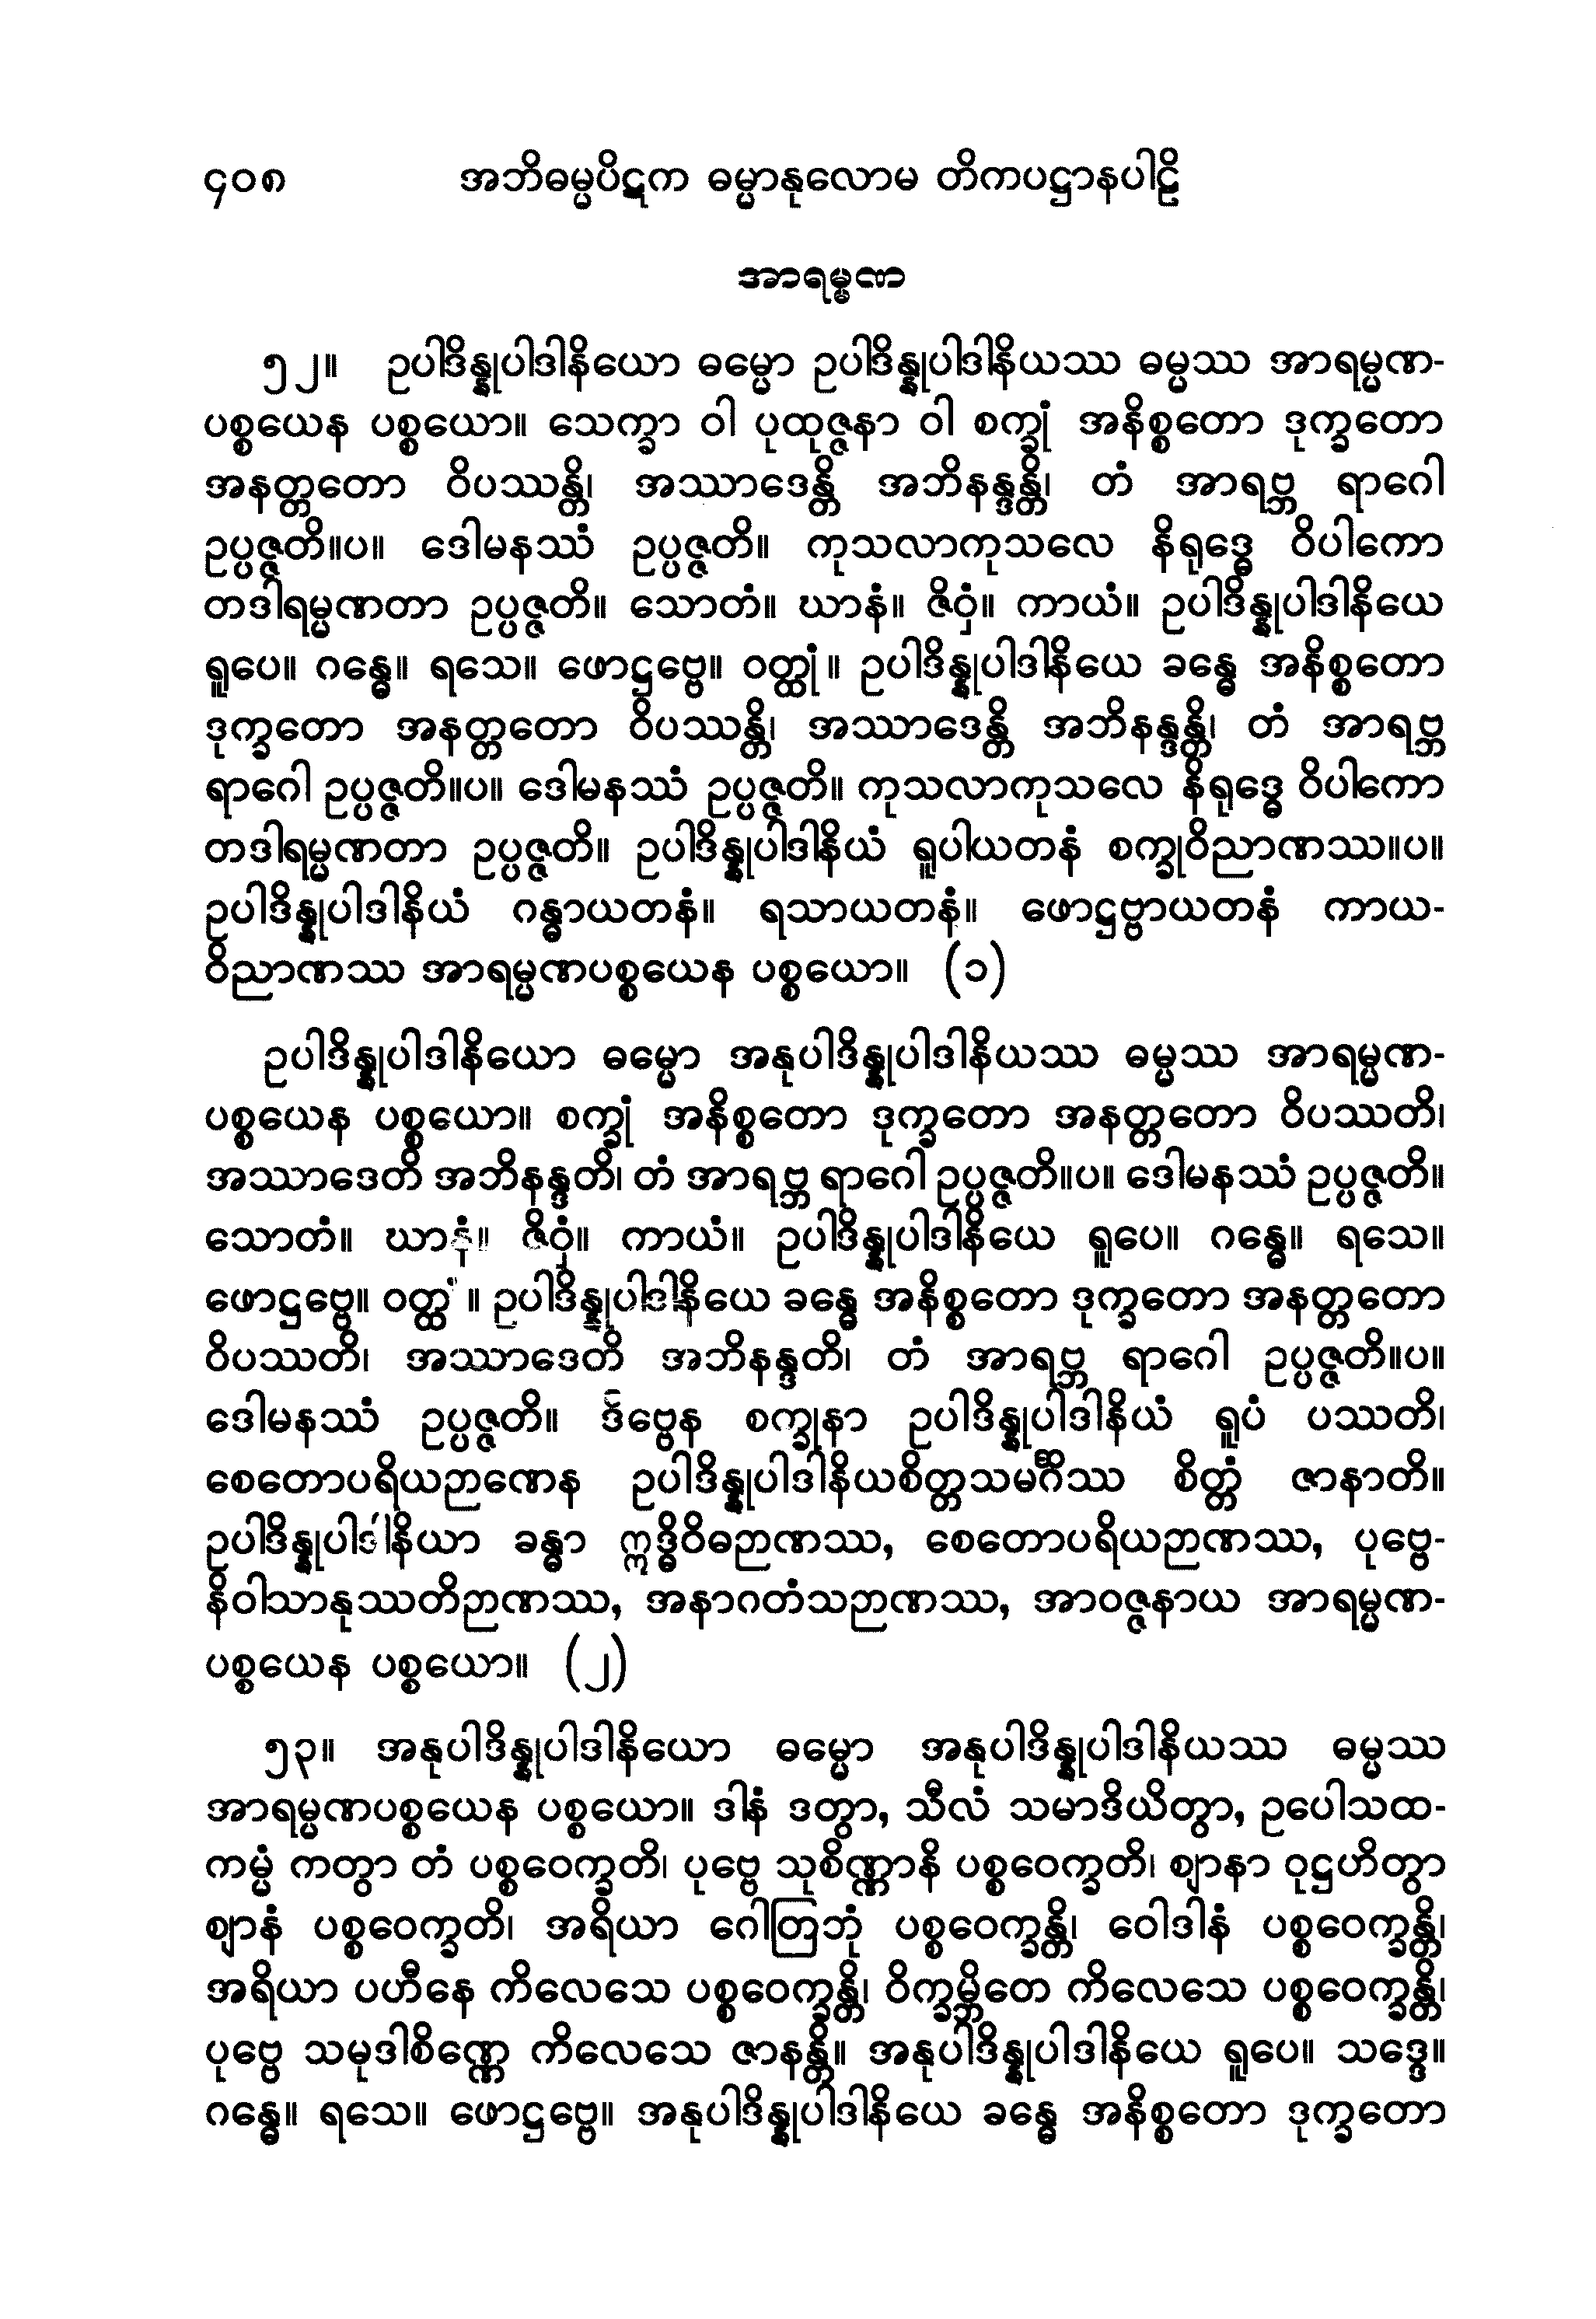 ၄၀၈ အဘိဓမ္မပိဋက ဓမ္မာနုလောမ တိကပဋ္ဌာနပါဠိ
အာရမ္မဏ
၅၂။ ဥပါဒိန္နုပါဒါနိယော ဓမ္မော ဥပါဒိန္နုပါဒါနိယဿ ဓမ္မဿ အာရမ္မဏ-
ပစ္စယေန ပစ္စယော။ သေက္ခာ ဝါ ပုထုဇ္ဇနာ ဝါ စက္ခုံ အနိစ္စတော ဒုက္ခတော
အနတ္တတော ဝိပဿန္တိ၊ အဿာဒေန္တိ အဘိနန္ဒန္တိ၊ တံ အာရဗ္ဘ ရာဂေါ
ဥပ္ပဇ္ဇတိ။ပ။ ဒေါမနဿံ ဥပ္ပဇ္ဇတိ။ ကုသလာကုသလေ နိရုဒ္ဓေ ဝိပါကော
တဒါရမ္မဏတာ ဥပ္ပဇ္ဇတိ။ သောတံ။ ဃာနံ။ ဇိဝှံ။ ကာယံ။ ဥပါဒိန္နုပါဒါနိယေ
ရူပေ။ ဂန္ဓေ။ ရသေ။ ဖောဋ္ဌဗ္ဗေ။ ဝတ္ထုံ။ ဥပါဒိန္နုပါဒါနိယေ ခန္ဓေ အနိစ္စတော
ဒုက္ခတော အနတ္တတော ဝိပဿန္တိ၊ အဿာဒေန္တိ အဘိနန္ဒန္တိ၊ တံ အာရဗ္ဘ
ရာဂေါ ဥပ္ပဇ္ဇတိ။ပ။ ဒေါမနဿံ ဥပ္ပဇ္ဇတိ။ ကုသလာကုသလေ နိရုဒ္ဓေ ဝိပါကော
တဒါရမ္မဏတာ ဥပ္ပဇ္ဇတိ။ ဥပါဒိန္နုပါဒါနိယံ ရူပါယတနံ စက္ခုဝိညာဏဿ။ပ။
ဥပါဒိန္နုပါဒါနိယံ ဂန္ဓာယတနံ။ ရသာယတနံ။ ဖောဋ္ဌဗ္ဗာယတနံ ကာယ-
ဝိညာဏဿ အာရမ္မဏပစ္စယေန ပစ္စယော။ (၁)
ဥပါဒိန္နုပါဒါနိယော ဓမ္မော အနုပါဒိန္နုပါဒါနိယဿ ဓမ္မဿ အာရမ္မဏ-
ပစ္စယေန ပစ္စယော။ စက္ခုံ အနိစ္စတော ဒုက္ခတော အနတ္တတော ဝိပဿတိ၊
အဿာဒေတိ အဘိနန္ဒတိ၊ တံ အာရဗ္ဘ ရာဂေါ ဥပ္ပဇ္ဇတိ။ပ။ ဒေါမနဿံ ဥပ္ပဇ္ဇတိ။
သောတံ။ ဃာနံ။ ဇိဝှံ။ ကာယံ။ ဥပါဒိန္နုပါဒါနိယေ ရူပေ။ ဂန္ဓေ။ ရသေ။
ဖောဋ္ဌဗ္ဗေ။ ဝတ္ထုံ။ ဥပါဒိန္နုပါဒါနိယေ ခန္ဓေ အနိစ္စတော ဒုက္ခတော အနတ္တတော
ဝိပဿတိ၊ အဿာဒေတိ အဘိနန္ဒတိ၊ တံ အာရဗ္ဘ ရာဂေါ ဥပ္ပဇ္ဇတိ။ပ။
ဒေါမနဿံ ဥပ္ပဇ္ဇတိ။ ဒိဗ္ဗေန စက္ခုနာ ဥပါဒိန္နုပါဒါနိယံ ရူပံ ပဿတိ၊
စေတောပရိယဉာဏေန ဥပါဒိန္နုပါဒါနိယစိတ္တသမင်္ဂိဿ စိတ္တံ ဇာနာတိ။
ဥပါဒိန္နုပါဒါနိယာ ခန္ဓာ ဣဒ္ဓိဝိဓဉာဏဿ, စေတောပရိယဉာဏဿ, ပုဗ္ဗေ-
နိဝါသာနုဿတိဉာဏဿ, အနာဂတံသဉာဏဿ, အာဝဇ္ဇနာယ အာရမ္မဏ-
ပစ္စယေန ပစ္စယော။ (၂)
၅၃။ အနုပါဒိန္နုပါဒါနိယော ဓမ္မော အနုပါဒိန္နုပါဒါနိယဿ ဓမ္မဿ
အာရမ္မဏပစ္စယေန ပစ္စယော။ ဒါနံ ဒတွာ, သီလံ သမာဒိယိတွာ, ဥပေါသထ-
ကမ္မံ ကတွာ တံ ပစ္စဝေက္ခတိ၊ ပုဗ္ဗေ သုစိဏ္ဏာနိ ပစ္စဝေက္ခတိ၊ ဈာနာ ဝုဋ္ဌဟိတွာ
ဈာနံ ပစ္စဝေက္ခတိ၊ အရိယာ ဂေါတြဘုံ ပစ္စဝေက္ခန္တိ၊ ဝေါဒါနံ ပစ္စဝေက္ခန္တိ၊
အရိယာ ပဟီနေ ကိလေသေ ပစ္စဝေက္ခန္တိ၊ ဝိက္ခမ္ဘိတေ ကိလေသေ ပစ္စဝေက္ခန္တိ၊
ပုဗ္ဗေ သမုဒါစိဏ္ဏေ ကိလေသေ ဇာနန္တိ။ အနုပါဒိန္နုပါဒါနိယေ ရူပေ။ သဒ္ဒေ။
ဂန္ဓေ။ ရသေ။ ဖောဋ္ဌဗ္ဗေ။ အနုပါဒိန္နုပါဒါနိယေ ခန္ဓေ အနိစ္စတော ဒုက္ခတော